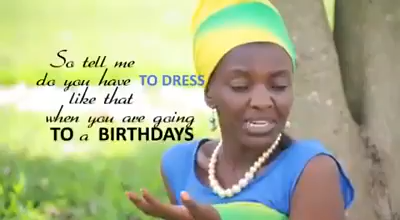 So tell me
do you have TO DRESS
like that
when you are going
TO a BIRTHDAYS